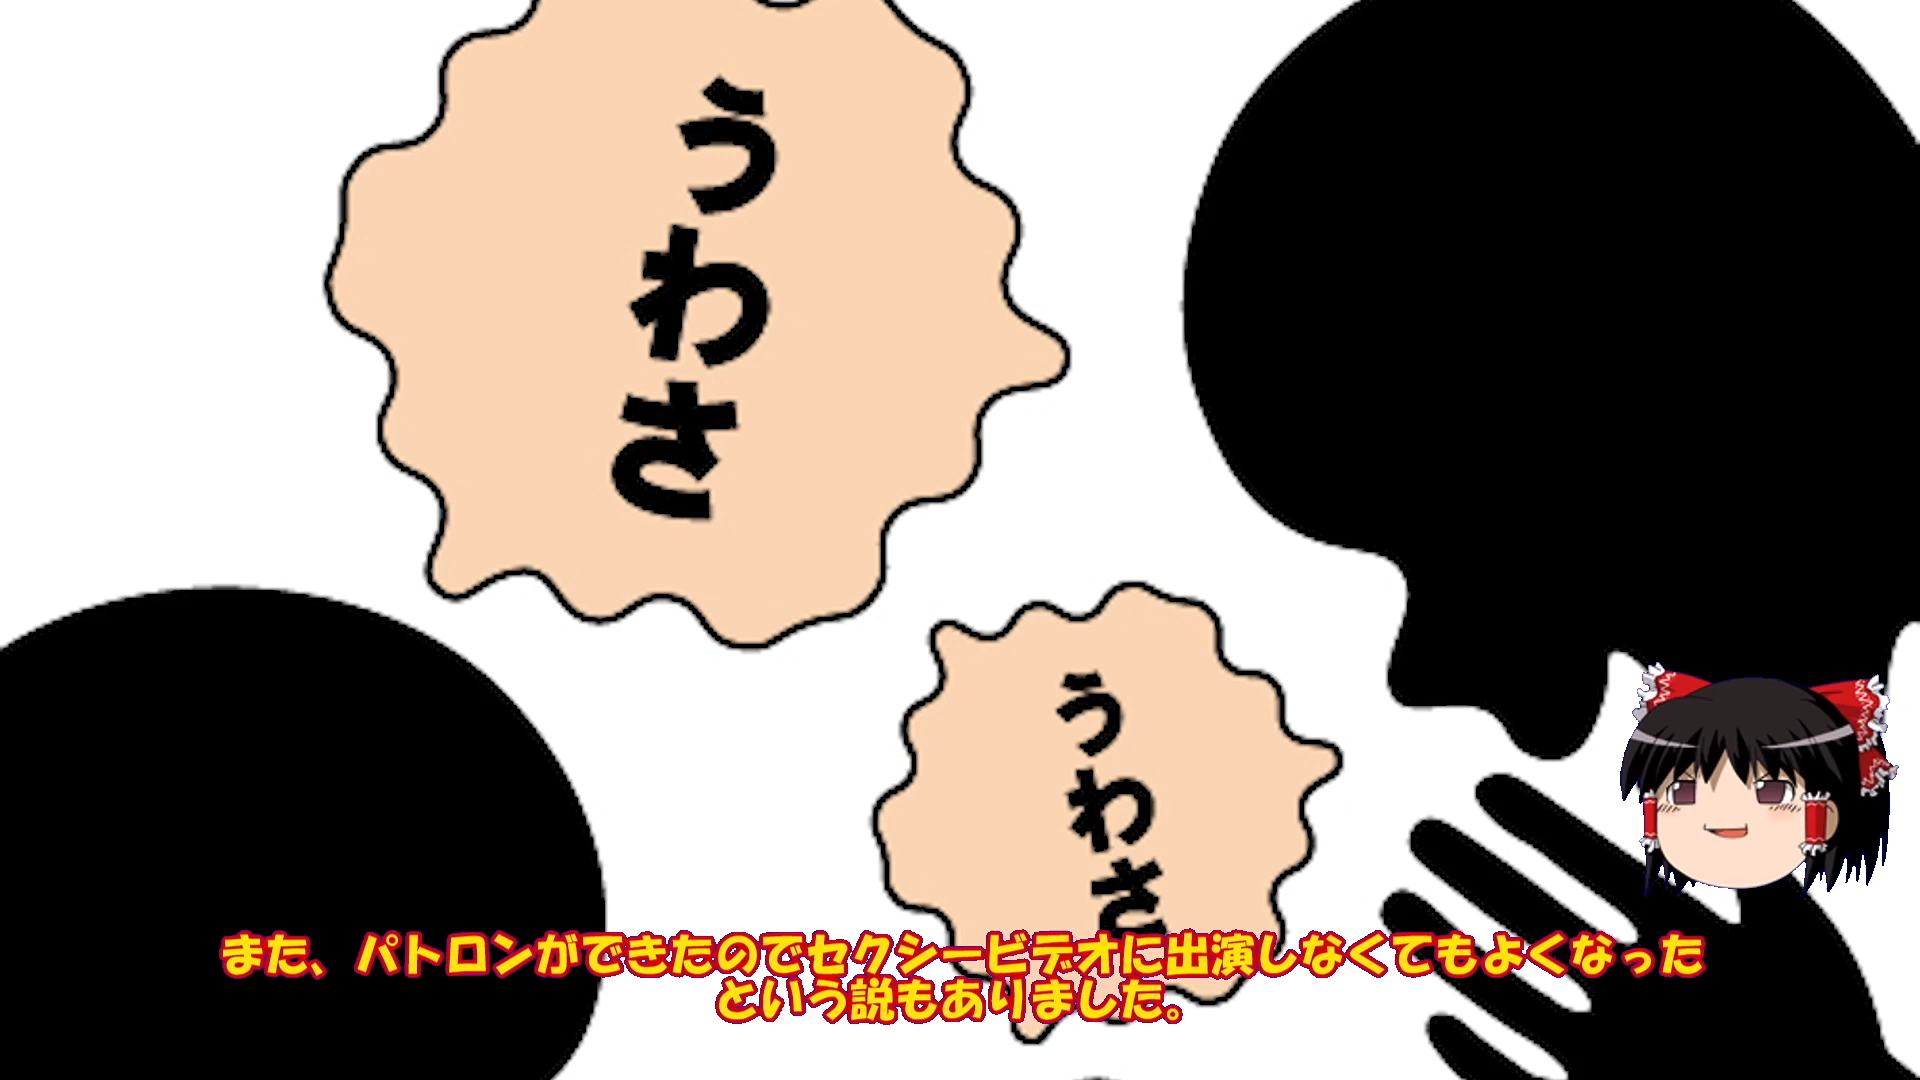 うわさ
うわさ
また、パトロンができたのでセクシービデオに出演しなくてもよくなった
という説もありました。